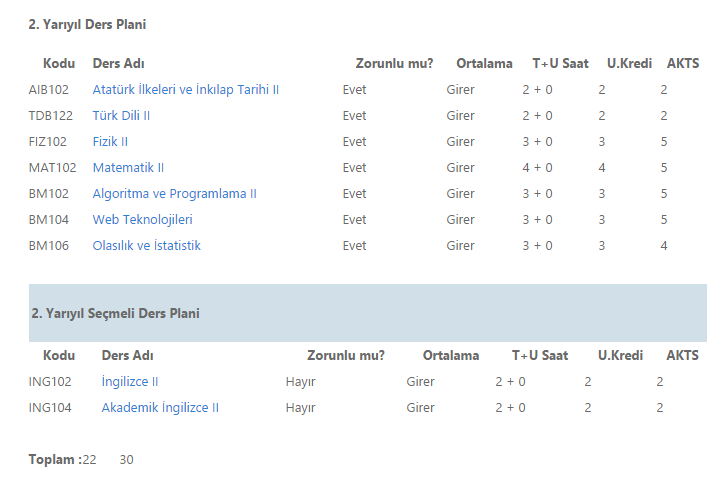 2. Yarıyıl Ders Plani
Kodu Ders Adı Zorunlu mu? Ortalama T+U Saat U.Kredi AKTS
AIB102 Atatürk İlkeleri ve İnkılap Tarihi II Evet Girer 2 + 0 2 2
TDB122 Türk Dili II Evet Girer 2 + 0 2 2
FIZ102 Fizik II Evet Girer 3 + 0 3 5
MAT102 Matematik II Evet Girer 4 + 0 4 5
BM102 Algoritma ve Programlama II Evet Girer 3 + 0 3 5
BM104 Web Teknolojileri Evet Girer 3 + 0 3 5
BM106 Olasılık ve İstatistik Evet Girer 3 + 0 3 4
2. Yarıyıl Seçmeli Ders Plani
Kodu Ders Adı Zorunlu mu? Ortalama T+U Saat U.Kredi AKTS
ING102 İngilizce II Hayır Girer 2 + 0 2 2
ING104 Akademik İngilizce II Hayır Girer 2 + 0 2 2
Toplam :22 30